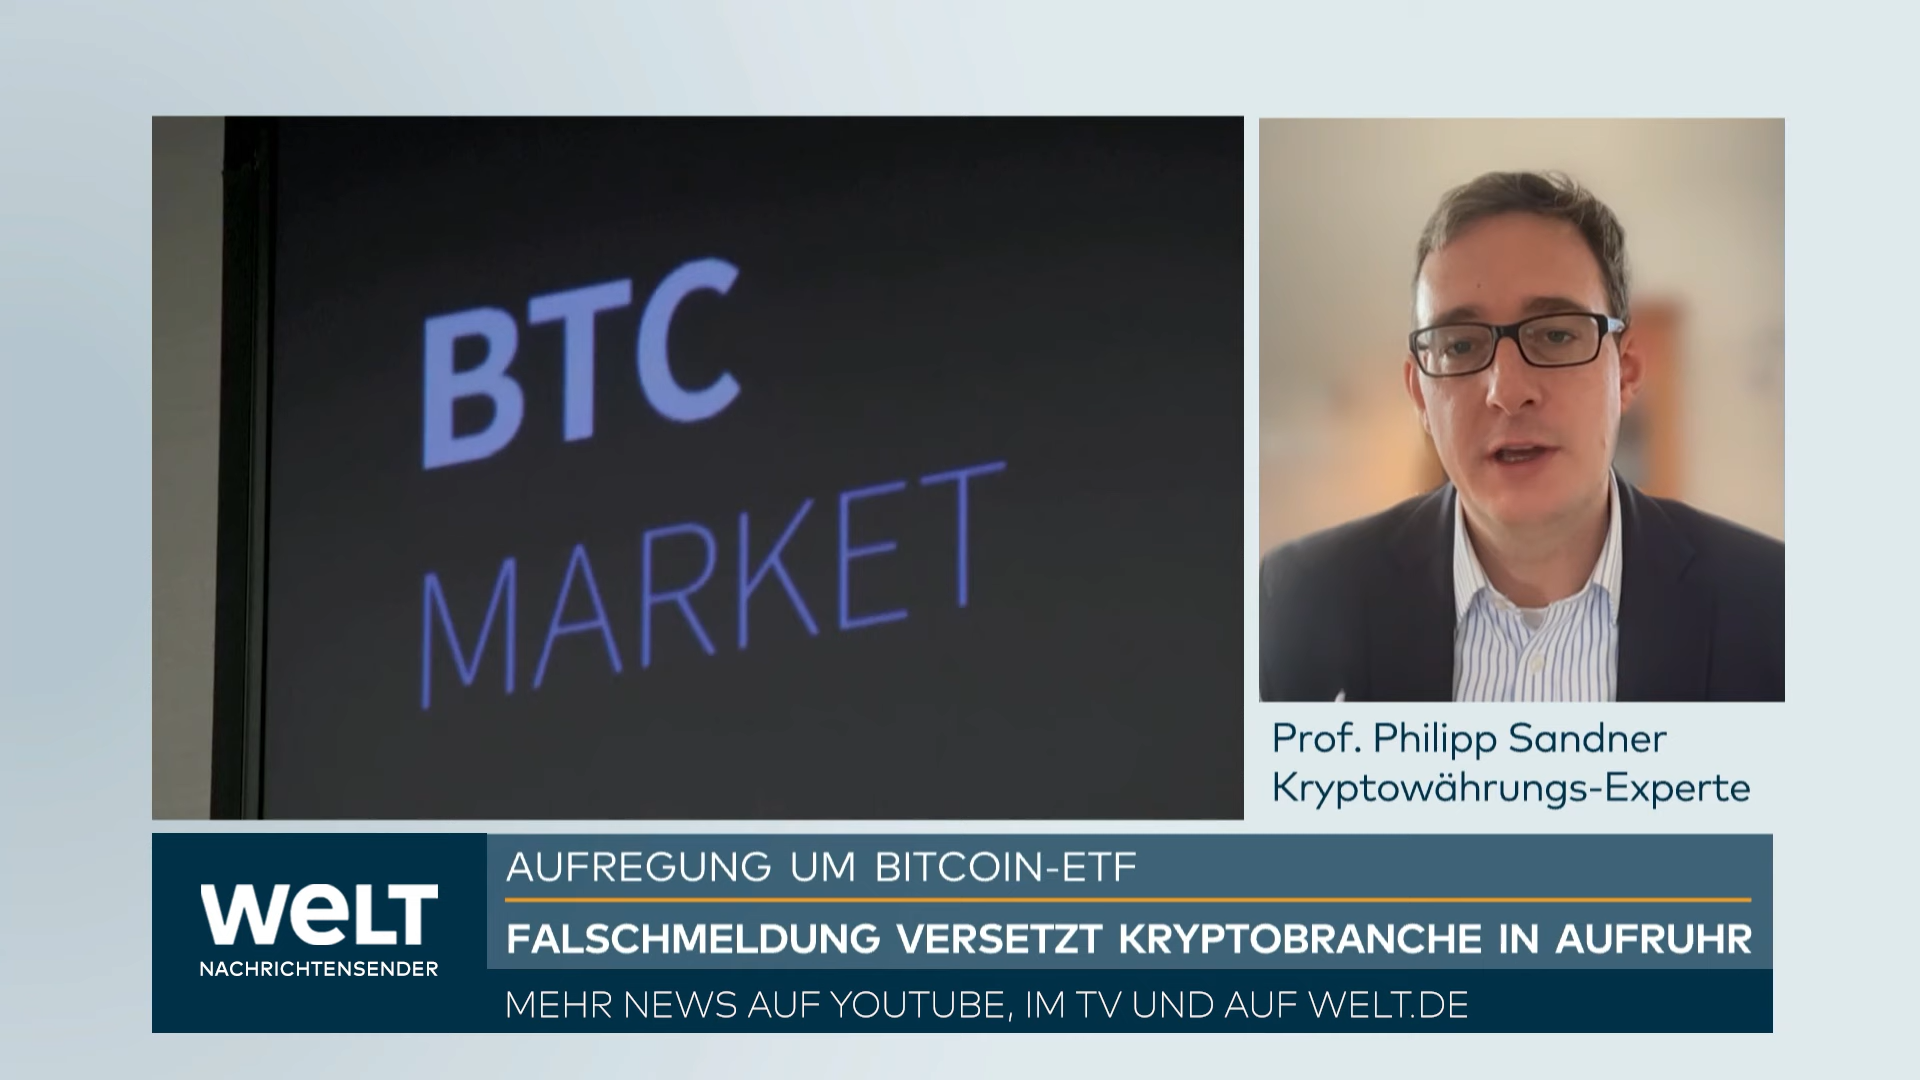 BTC
MARKET
Prof. Philipp Sandner
Kryptowährungs-Experte
WELT
NACHRICHTENSENDER
AUFREGUNG UM BITCOIN-ETF
FALSCHMELDUNG VERSETZT KRYPTOBRANCHE IN AUFRUHR
MEHR NEWS AUF YOUTUBE, IM TV UND AUF WELT.DE